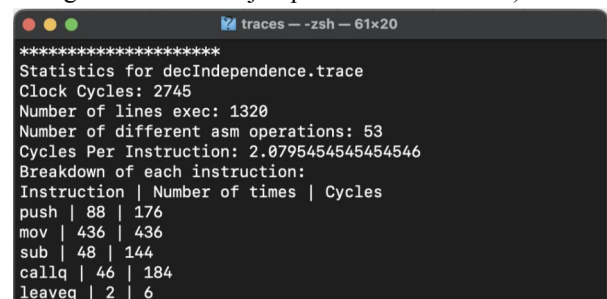 traces — -zsh — 61×20
*********************
Statistics for decIndependence.trace
Clock Cycles: 2745
Number of lines exec: 1320
Number of different asm operations: 53
Cycles Per Instruction: 2.0795454545454546
Breakdown of each instruction:
Instruction | Number of times | Cycles
push | 88 | 176
mov | 436 | 436
sub | 48 | 144
callq | 46 | 184
leaveq | 2 | 6